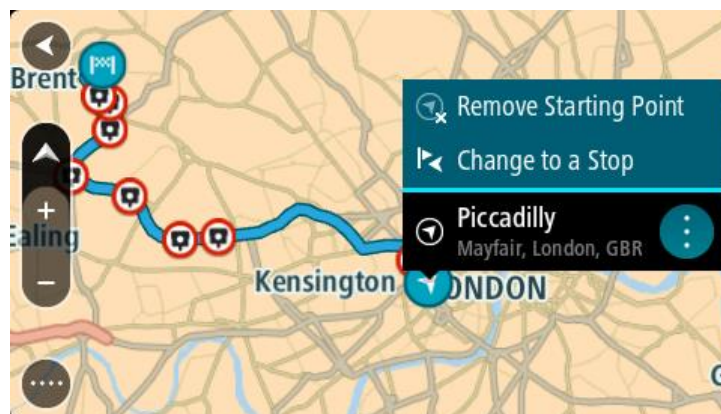 Brent
Remove Starting Point
Change to a Stop
Piccadilly
Mayfair, London, GBR
Ealing
Kensington
ONDON
G